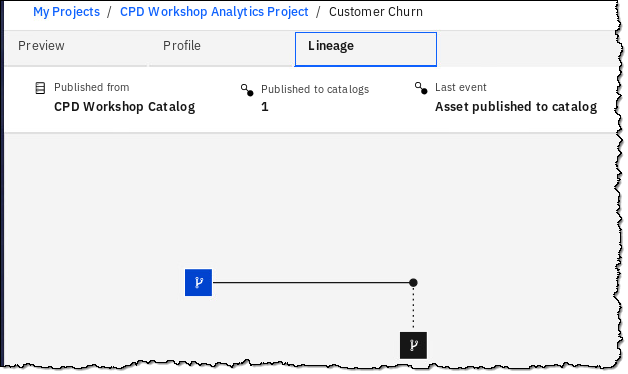 My Projects / CPD Workshop Analytics Project / Customer Churn
Preview Profile Lineage
Published from Published to catalogs Last event
CPD Workshop Catalog 1 Asset published to catalog